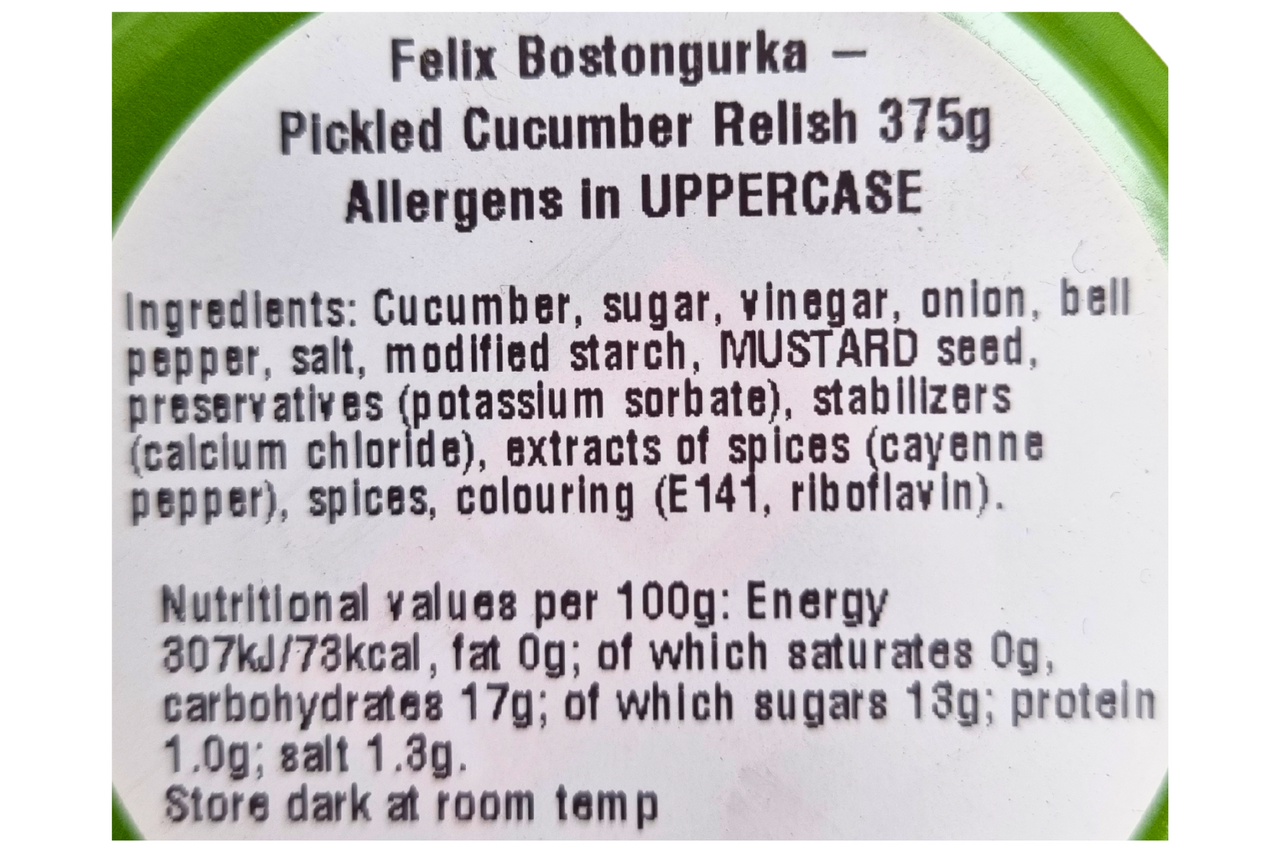 Felix Bostongurka –
Pickled Cucumber Relish 375g
Allergens in UPPERCASE
Ingredients: Cucumber, sugar, vinegar, onion, bell
pepper, salt, modified starch, MUSTARD seed,
preservatives (potassium sorbate), stabilizers
(calcium chloride), extracts of spices (cayenne
pepper), spices, colouring (E141, riboflavin).
Nutritional values per 100g: Energy
307kJ/73kcal, fat 0g; of which saturates 0g,
carbohydrates 17g; of which sugars 13g; protein
1.0g; salt 1.3g.
Store dark at room temp